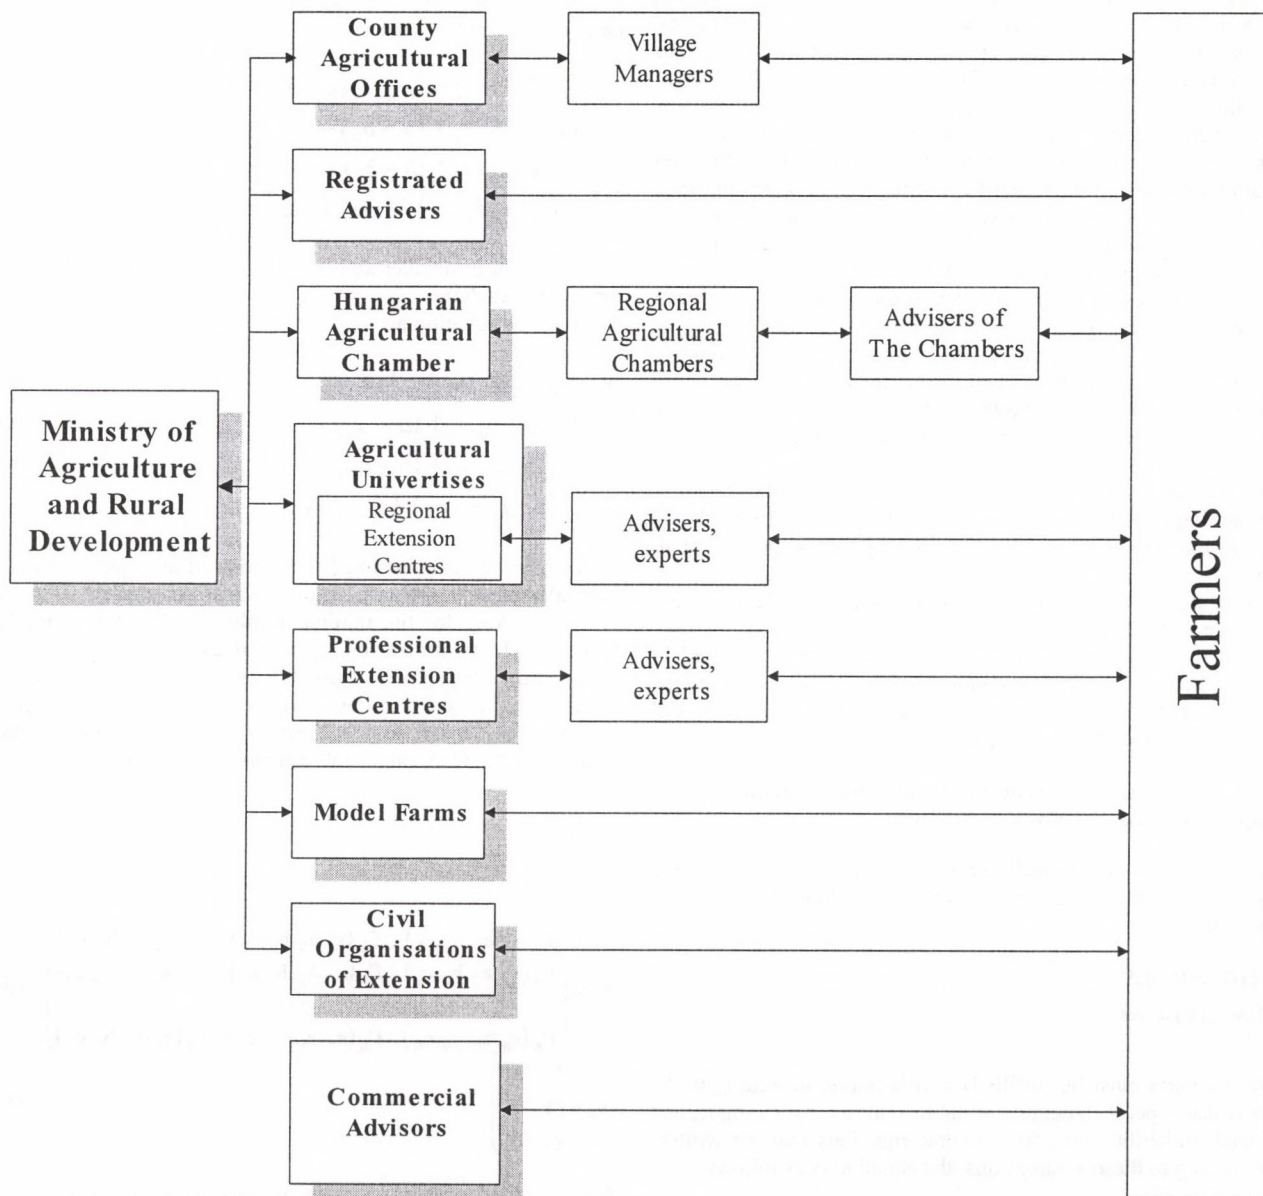 County
Agricultural
Offices
Village
Managers
Registrated
Advisers
Hungarian
Agricultural
Chamber
Regional
Agricultural
Chambers
Advisers of
The Chambers
Ministry of
Agriculture
and Rural
Development
Agricultural
Univertises
Regional
Extension
Centres
Advisers,
experts
Professional
Extension
Centres
Advisers,
experts
Model Farms
Civil
Organisations
of Extension
Commercial
Advisors
Farmers